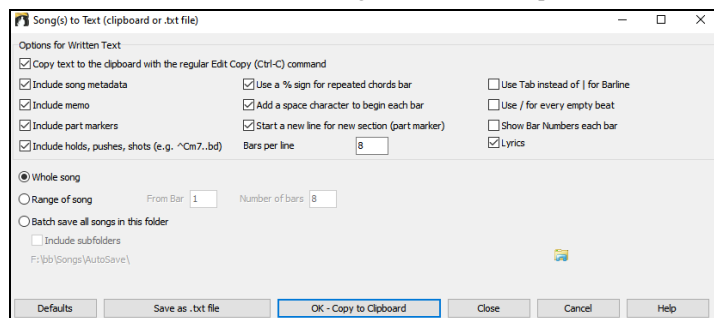 Song(s) to Text (clipboard or .txt file)
Options for Written Text
Copy text to the clipboard with the regular Edit Copy (Ctrl-C) command
Include song metadata Use a % sign for repeated chords bar Use Tab instead of | for Barline
Include memo Add a space character to begin each bar Use / for every empty beat
Include part markers Start a new line for new section (part marker) Show Bar Numbers each bar
Include holds, pushes, shots (e.g. ^Cm7..bd) Bars per line 8 Lyrics
Whole song
Range of song From Bar 1 Number of bars 8
Batch save all songs in this folder
Include subfolders
F:\bb\Songs\AutoSave\
Defaults Save as .txt file OK - Copy to Clipboard Close Cancel Help